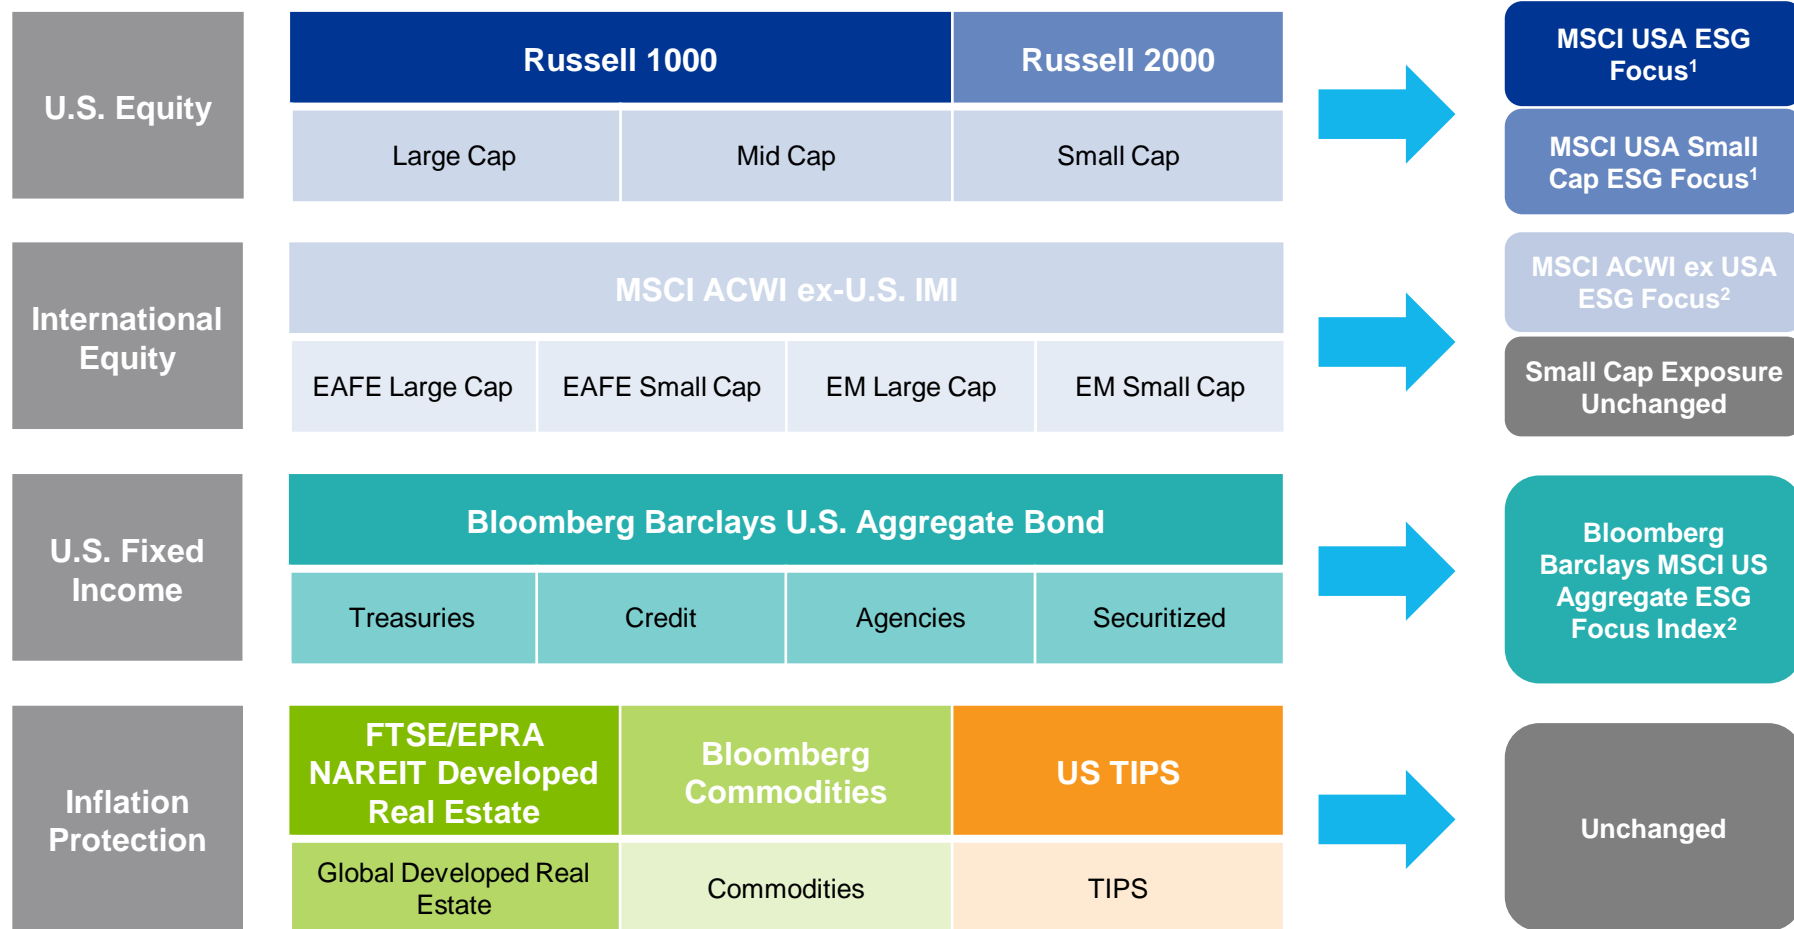 U.S. Equity
Russell 1000
Russell 2000
Large Cap
Mid Cap
Small Cap
MSCI USA ESG
Focus¹
MSCI USA Small
Cap ESG Focus¹
International
Equity
MSCI ACWI ex-U.S. IMI
EAFE Large Cap
EAFE Small Cap
EM Large Cap
EM Small Cap
MSCI ACWI ex USA
ESG Focus²
Small Cap Exposure
Unchanged
U.S. Fixed
Income
Bloomberg Barclays U.S. Aggregate Bond
Treasuries
Credit
Agencies
Securitized
Bloomberg
Barclays MSCI US
Aggregate ESG
Focus Index²
Inflation
Protection
FTSE/EPRA
NAREIT Developed
Real Estate
Bloomberg
Commodities
US TIPS
Global Developed Real
Estate
Commodities
TIPS
Unchanged